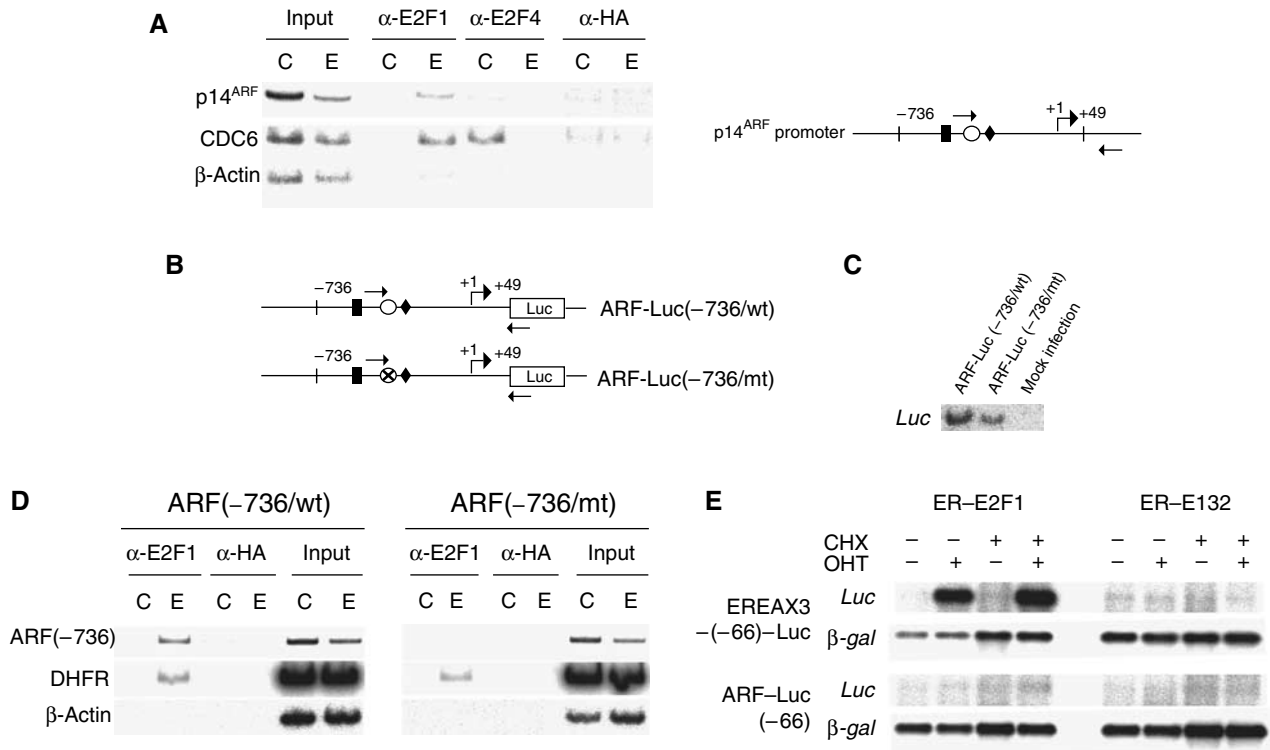 A
Input α-E2F1 α-E2F4 α-HA
C E C E C E C E
p14ARF
CDC6
β-Actin
p14ARF promoter
−736 +1 +49
B
−736 +1 +49
Luc
ARF-Luc(−736/wt)
−736 +1 +49
Luc
ARF-Luc(−736/mt)
C
ARF-Luc (−736/wt)
ARF-Luc (−736/mt)
Mock infection
Luc
D
ARF(−736/wt) ARF(−736/mt)
α-E2F1 α-HA Input α-E2F1 α-HA Input
C E C E C E C E C E C E
ARF(−736)
DHFR
β-Actin
E
ER–E2F1 ER–E132
CHX − − + + − − + +
OHT − + − + − + − +
EREAX3
−(−66)−Luc
Luc
β-gal
ARF–Luc
(−66)
Luc
β-gal